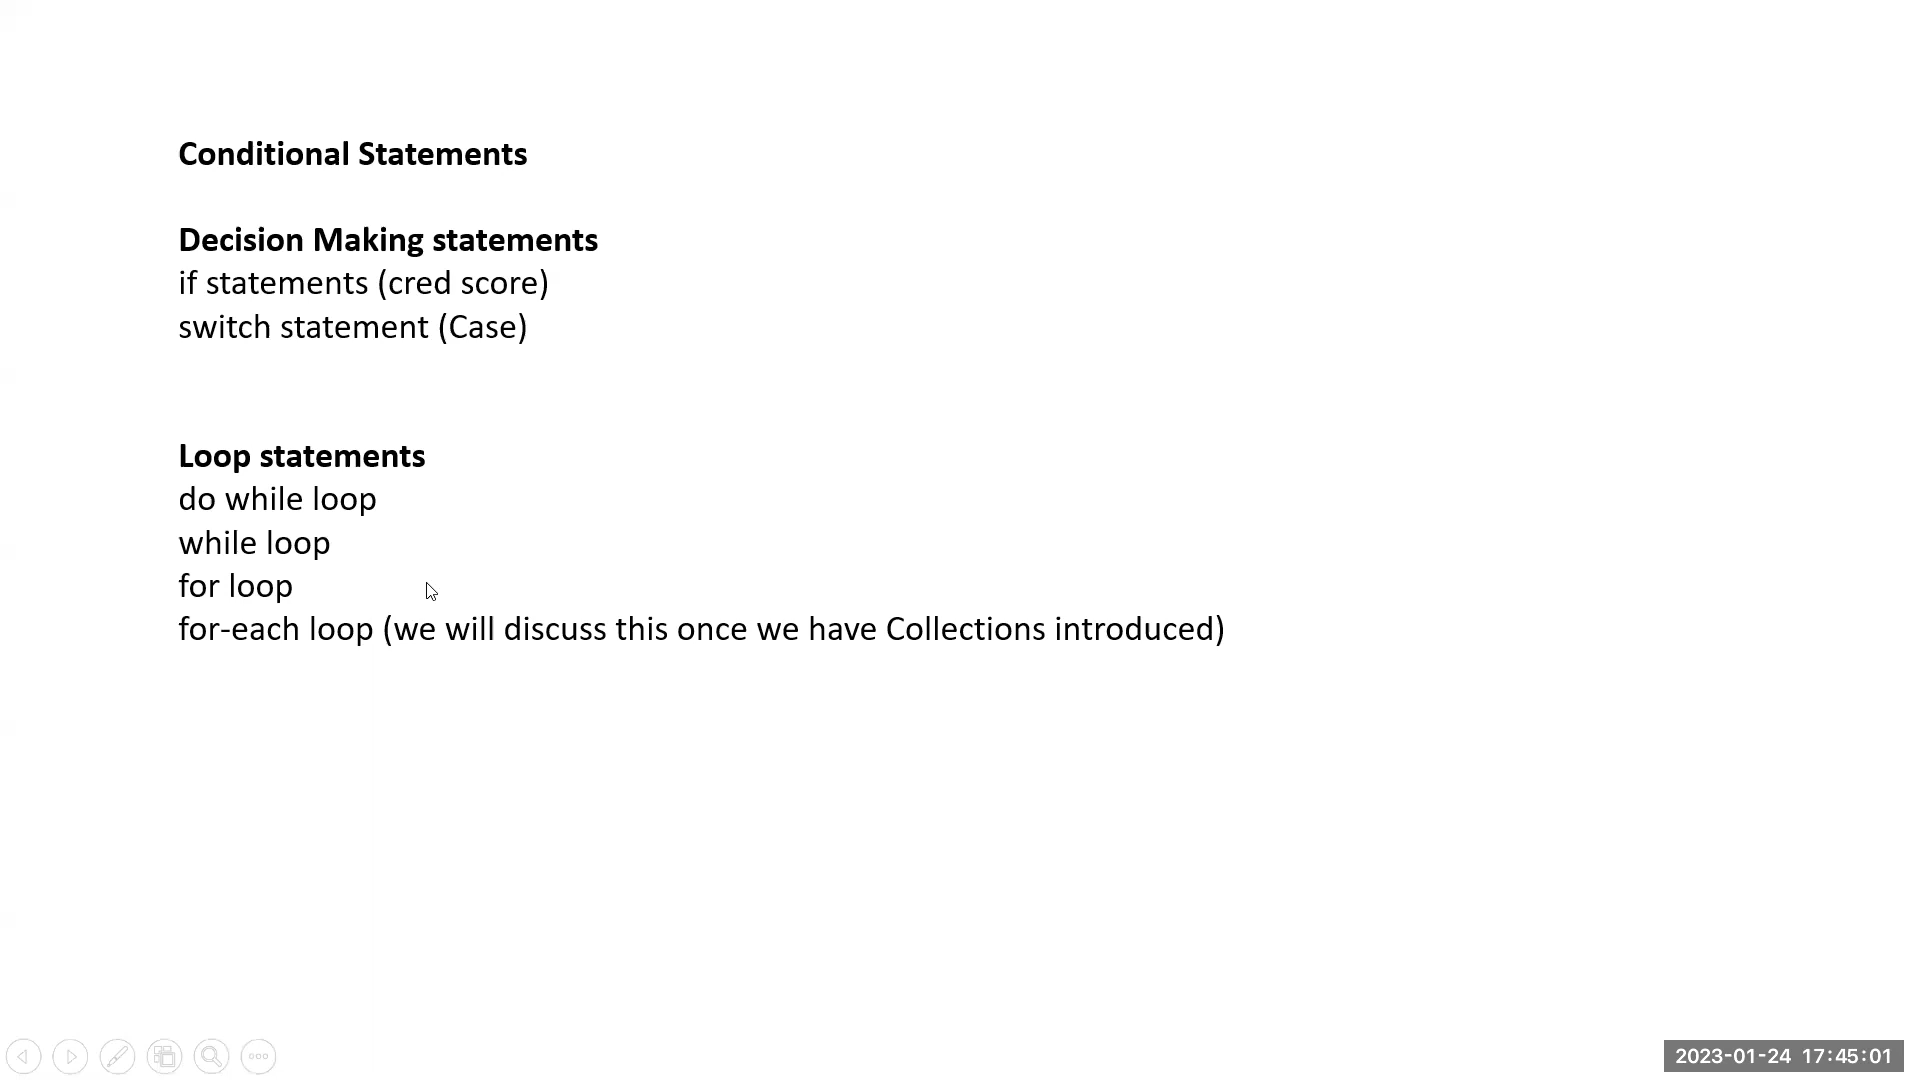 Conditional Statements
Decision Making statements
if statements (cred score)
switch statement (Case)
Loop statements
do while loop
while loop
for loop
for-each loop (we will discuss this once we have Collections introduced)
2023-01-24 17:45:01